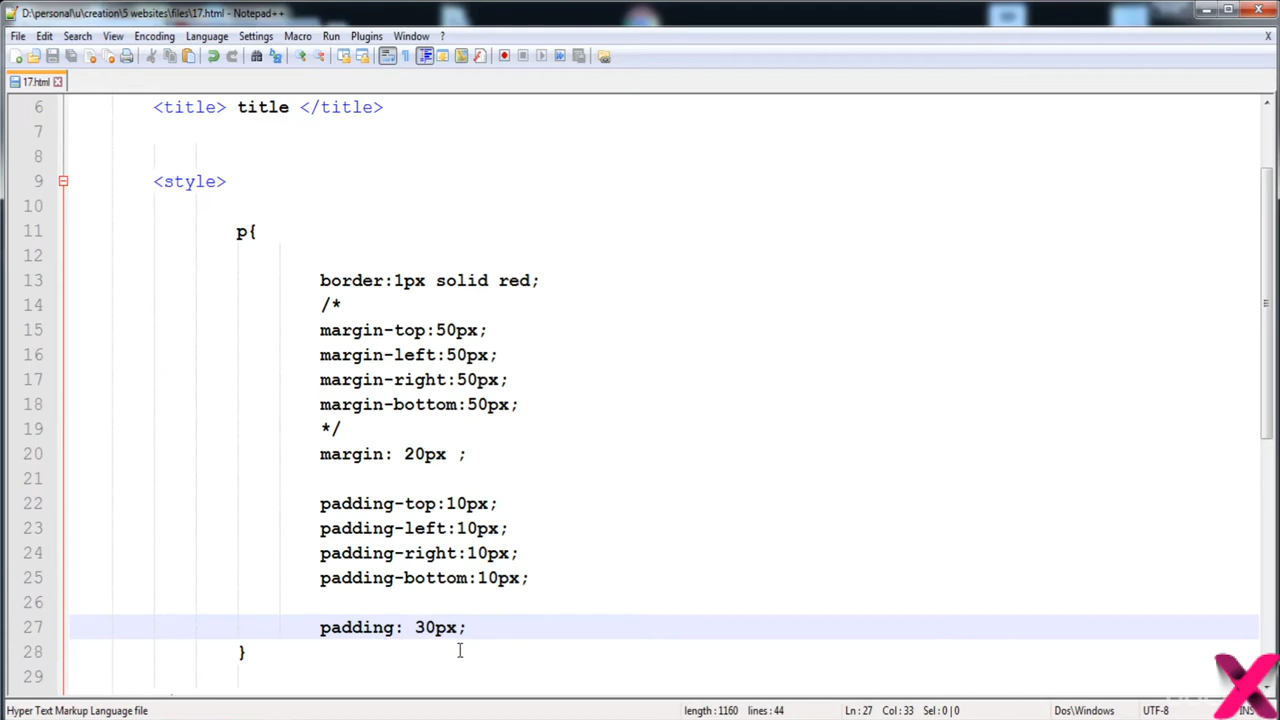 D:\personal\u\creation\5 websites\files\17.html - Notepad++
File Edit Search View Encoding Language Settings Macro Run Plugins Window ? X
17.html
6 <title> title </title>
7
8
9 <style>
10
11 p{
12
13 border:1px solid red;
14 /*
15 margin-top:50px;
16 margin-left:50px;
17 margin-right:50px;
18 margin-bottom:50px;
19 */
20 margin: 20px ;
21
22 padding-top:10px;
23 padding-left:10px;
24 padding-right:10px;
25 padding-bottom:10px;
26
27 padding: 30px;
28 }
29
Hyper Text Markup Language file length : 1160 lines : 44 Ln : 27 Col : 33 Sel : 0 | 0 Dos\Windows UTF-8 INS